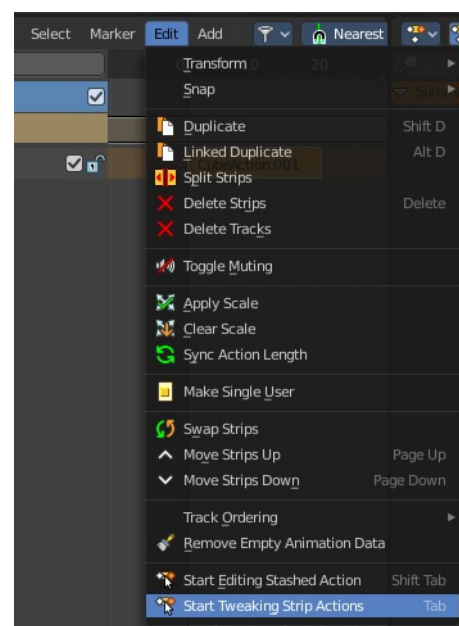 Select Marker Edit Add Nearest
Transform
20
Snap
Duplicate Shift D
Linked Duplicate Alt D
CubeAction.001
Split Strips
Delete Strips Delete
Delete Tracks
Toggle Muting
Apply Scale
Clear Scale
Sync Action Length
Make Single User
Swap Strips
Move Strips Up Page Up
Move Strips Down Page Down
Track Ordering
Remove Empty Animation Data
Start Editing Stashed Action Shift Tab
Start Tweaking Strip Actions Tab